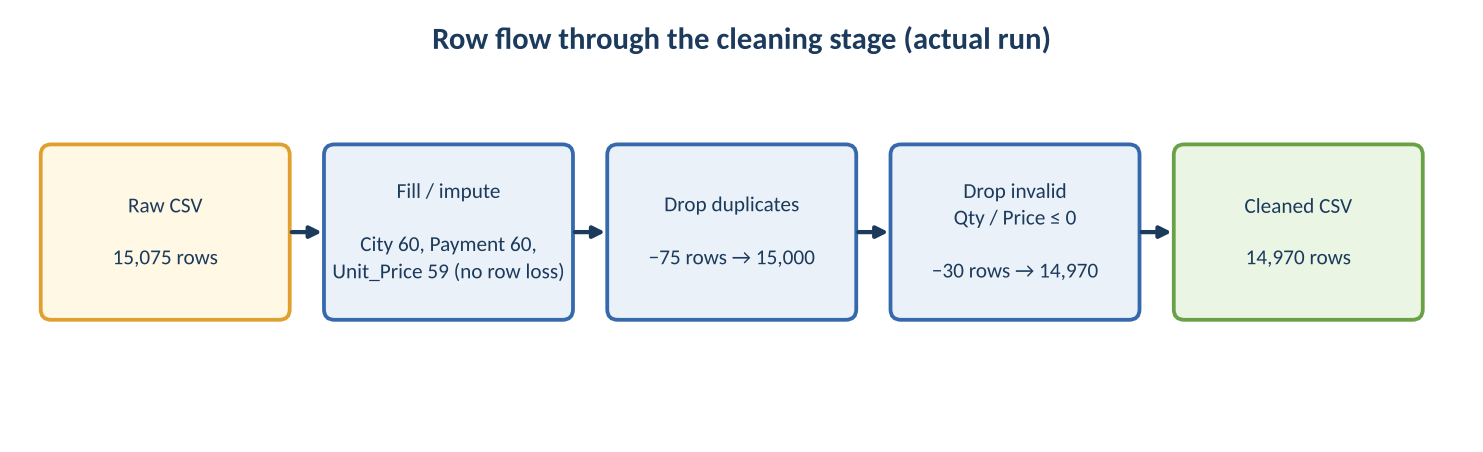 Row flow through the cleaning stage (actual run)
Raw CSV
15,075 rows
Fill / impute
City 60, Payment 60,
Unit_Price 59 (no row loss)
Drop duplicates
−75 rows → 15,000
Drop invalid
Qty / Price ≤ 0
−30 rows → 14,970
Cleaned CSV
14,970 rows